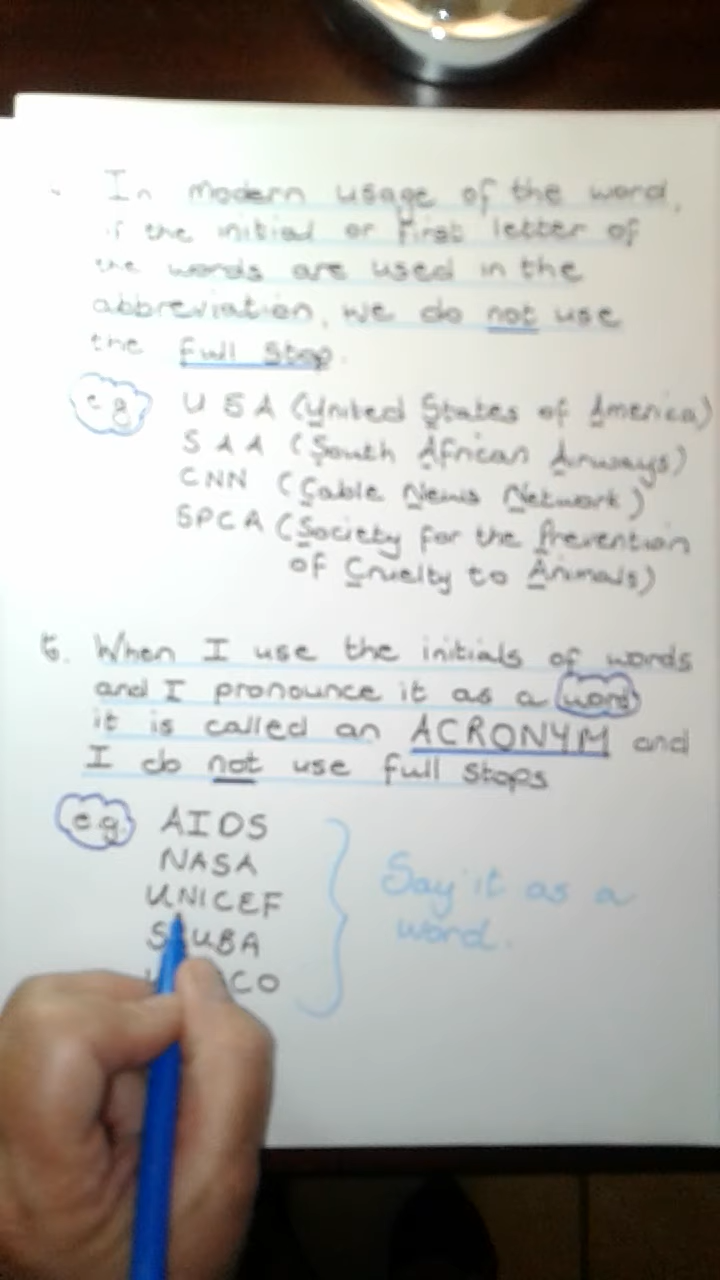 In modern usage of the word,
if the initial or first letter of
the words are used in the
abbreviation, we do not use
the full stop.
e.g. USA (United States of America)
SAA (South African Airways)
CNN (Cable News Network)
SPCA (Society for the Prevention
of Cruelty to Animals)
When I use the initials of words
and I pronounce it as a word
it is called an ACRONYM and
I do not use full stops
e.g. AIDS
NASA
UNICEF
SCUBA
Say it as a
word.